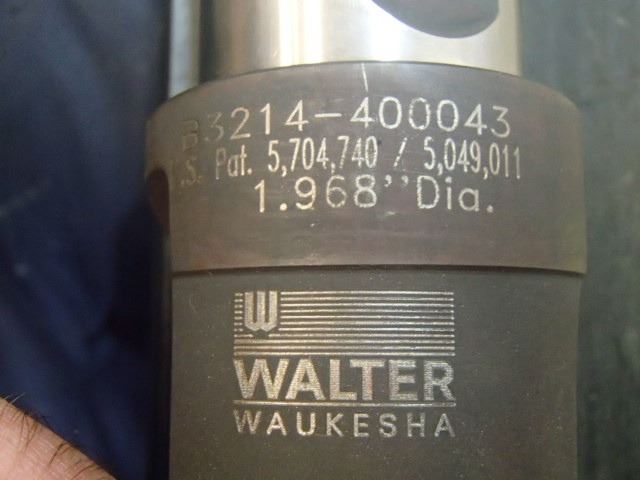 B3214-400043
U.S. Pat. 5,704,740 / 5,049,011
1.968" Dia.
W
WALTER
WAUKESHA